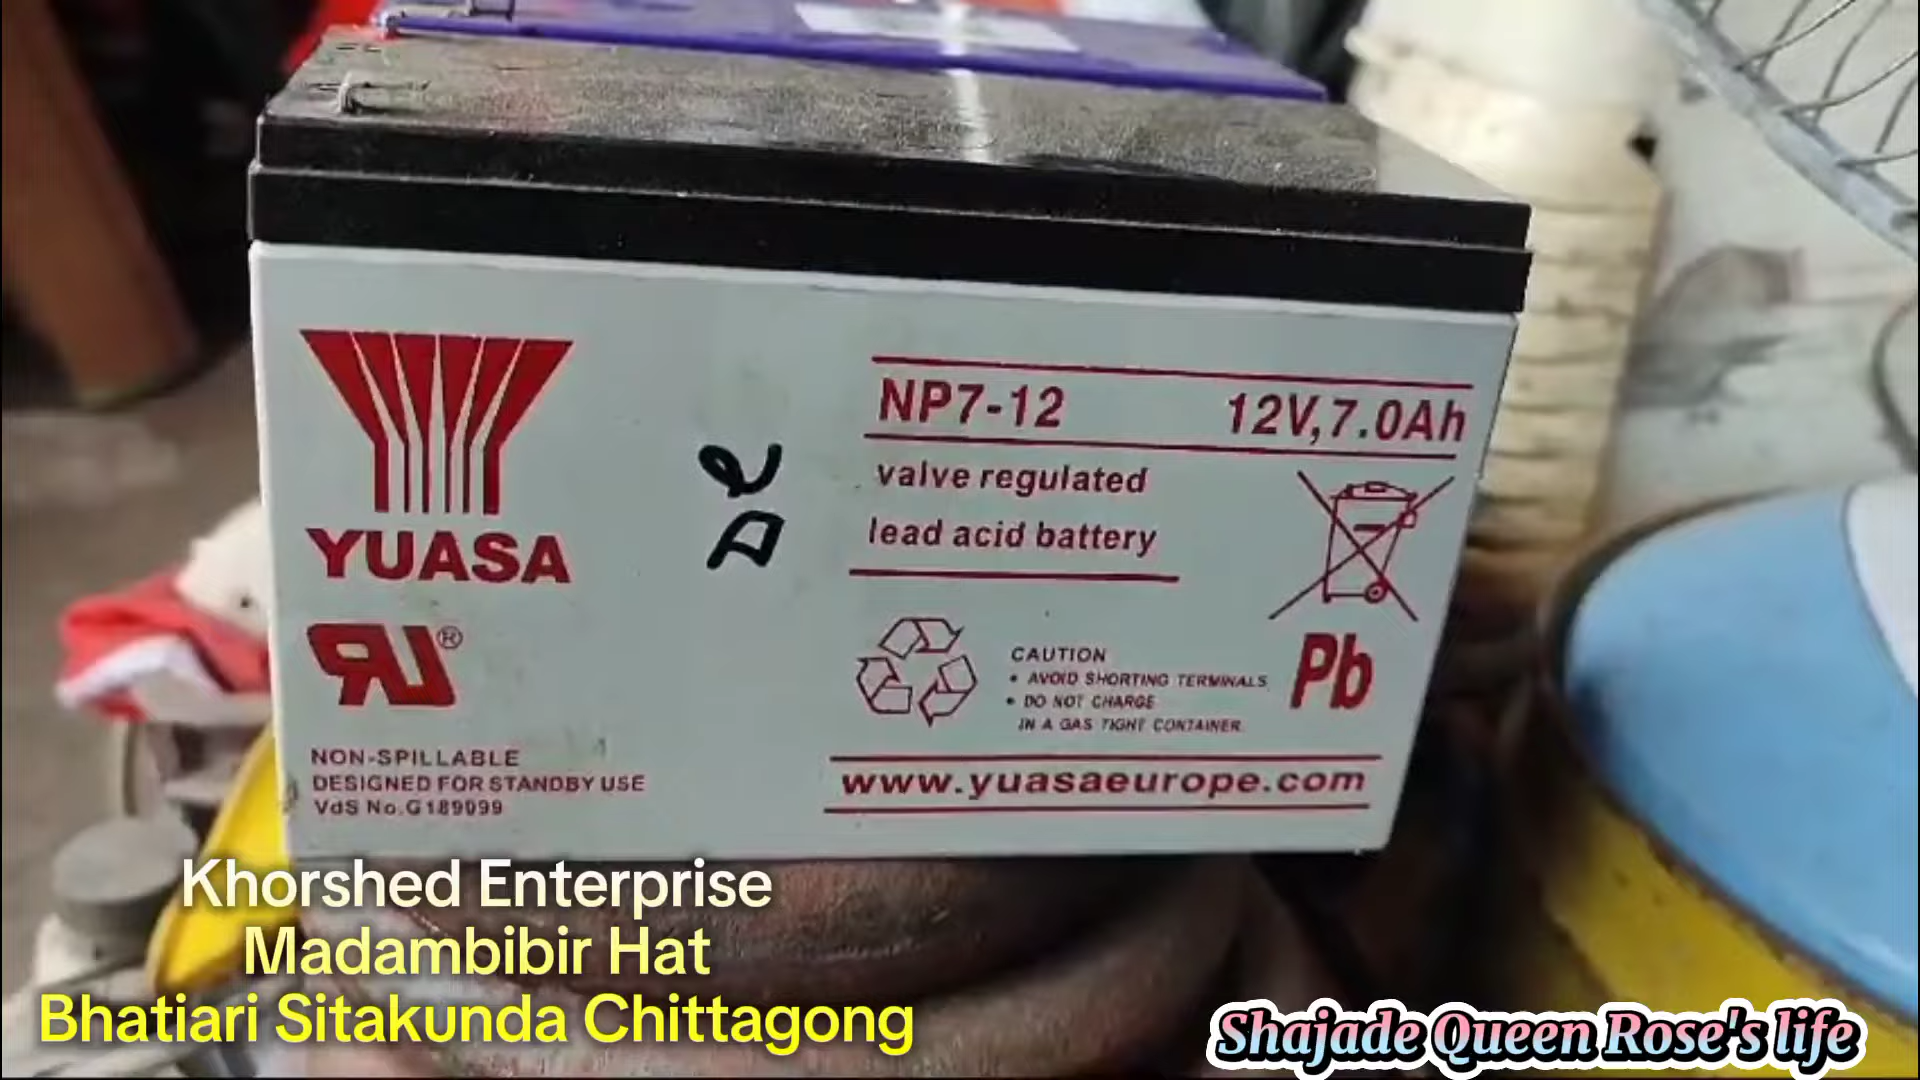 YUASA
NON-SPILLABLE
DESIGNED FOR STANDBY USE
VdS No.G189099
NP7-12 12V,7.0Ah
valve regulated
lead acid battery
CAUTION
• AVOID SHORTING TERMINALS
• DO NOT CHARGE
IN A GAS TIGHT CONTAINER.
Pb
www.yuasaeurope.com
Khorshed Enterprise
Madambibir Hat
Bhatiari Sitakunda Chittagong
Shajade Queen Rose's life